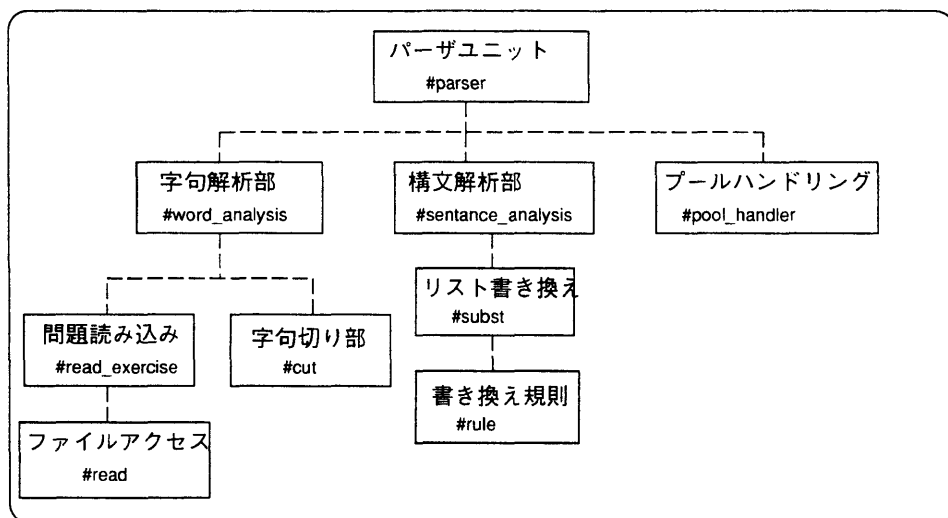 パーザユニット
#parser
字句解析部
#word_analysis
構文解析部
#sentance_analysis
プールハンドリング
#pool_handler
問題読み込み
#read_exercise
字句切り部
#cut
リスト書き換え
#subst
ファイルアクセス
#read
書き換え規則
#rule